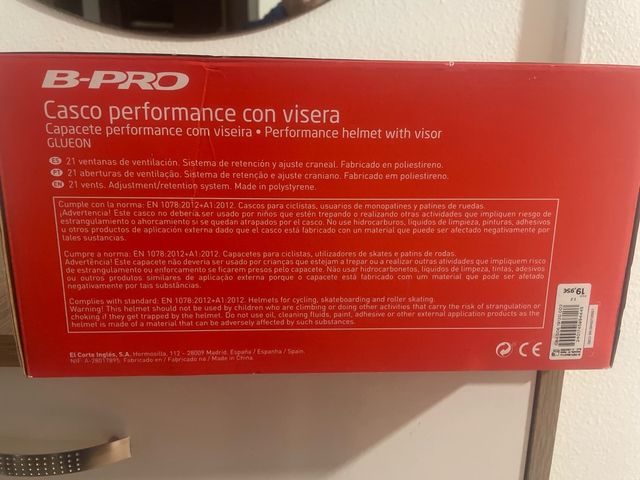 B-PRO
Casco performance con visera
Capacete performance com viseira • Performance helmet with visor
GLUEON
ES 21 ventanas de ventilación. Sistema de retención y ajuste craneal. Fabricado en poliestireno.
PT 21 aberturas de ventilação. Sistema de retenção e ajuste craniano. Fabricado em poliestireno.
EN 21 vents. Adjustment/retention system. Made in polystyrene.
Cumple con la norma: EN 1078:2012+A1:2012. Cascos para ciclistas, usuarios de monopatines y patines de ruedas.
¡Advertencia! Este casco no debería ser usado por niños que estén trepando o realizando otras actividades que impliquen riesgo de
estrangulamiento o ahorcamiento si se quedan atrapados por el casco. No use hidrocarburos, líquidos de limpieza, pinturas, adhesivos
u otros productos de aplicación externa dado que el casco está fabricado con un material que puede ser afectado negativamente por
tales sustancias.
Cumpre a norma: EN 1078:2012+A1:2012. Capacetes para ciclistas, utilizadores de skates e patins de rodas.
Advertência! Este capacete não deveria ser usado por crianças que estejam a trepar ou a realizar outras atividades que impliquem risco
de estrangulamento ou enforcamento se ficarem presos pelo capacete. Não usar hidrocarbonetos, líquidos de limpeza, tintas, adesivos
ou outros produtos similares de aplicação externa porque o capacete está fabricado com um material que pode ser afetado
negativamente por tais substâncias.
Complies with standard: EN 1078:2012+A1:2012. Helmets for cycling, skateboarding and roller skating.
Warning! This helmet should not be used by children who are climbing or doing other activities that carry the risk of strangulation or
choking if they get trapped by the helmet. Do not use oil, cleaning fluids, paint, adhesive or other external application products as the
helmet is made of a material that can be adversely affected by such substances.
El Corte Inglés, S.A. Hermosilla, 112 - 28009 Madrid. España / Espanha / Spain.
NIF: A-28017895. Fabricado en / Fabricado na / Made in China.
CE
19,95€